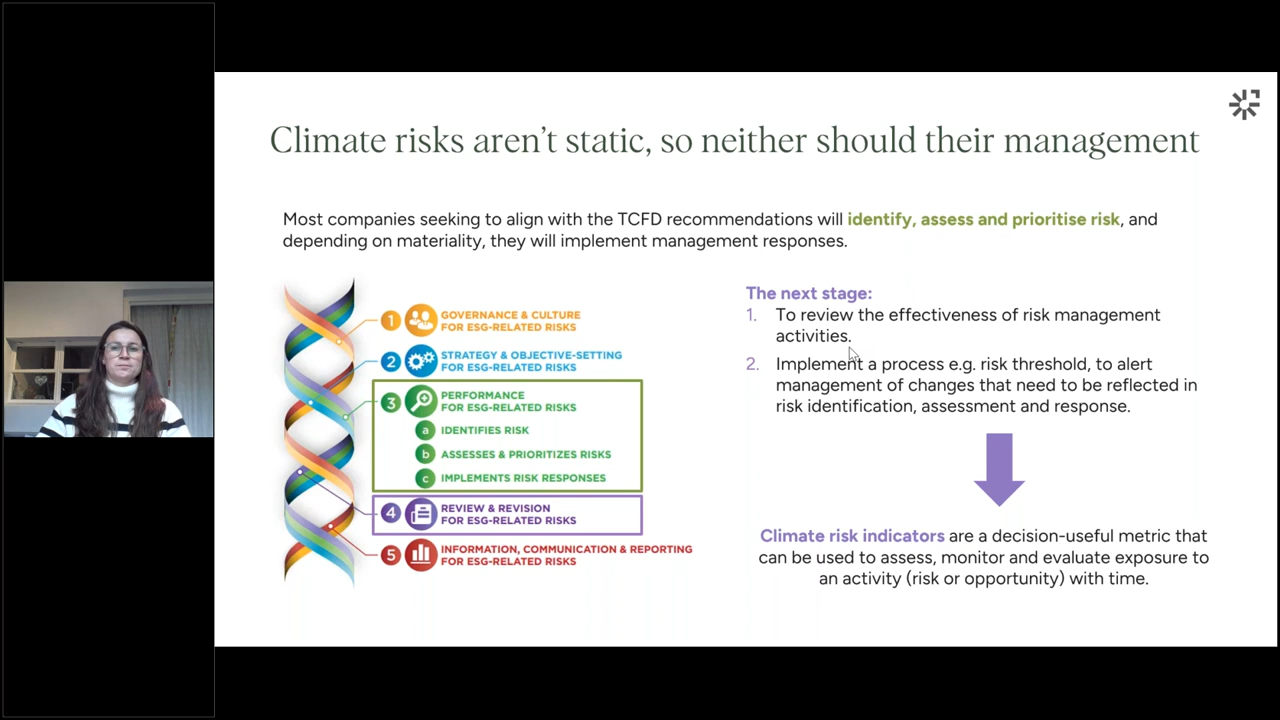 Climate risks aren't static, so neither should their management
Most companies seeking to align with the TCFD recommendations will identify, assess and prioritise risk, and
depending on materiality, they will implement management responses.
1
GOVERNANCE & CULTURE
FOR ESG-RELATED RISKS
2
STRATEGY & OBJECTIVE-SETTING
FOR ESG-RELATED RISKS
3
PERFORMANCE
FOR ESG-RELATED RISKS
a IDENTIFIES RISK
b ASSESSES & PRIORITIZES RISKS
c IMPLEMENTS RISK RESPONSES
4
REVIEW & REVISION
FOR ESG-RELATED RISKS
5
INFORMATION, COMMUNICATION & REPORTING
FOR ESG-RELATED RISKS
The next stage:
1. To review the effectiveness of risk management
activities.
2. Implement a process e.g. risk threshold, to alert
management of changes that need to be reflected in
risk identification, assessment and response.
Climate risk indicators are a decision-useful metric that
can be used to assess, monitor and evaluate exposure to
an activity (risk or opportunity) with time.